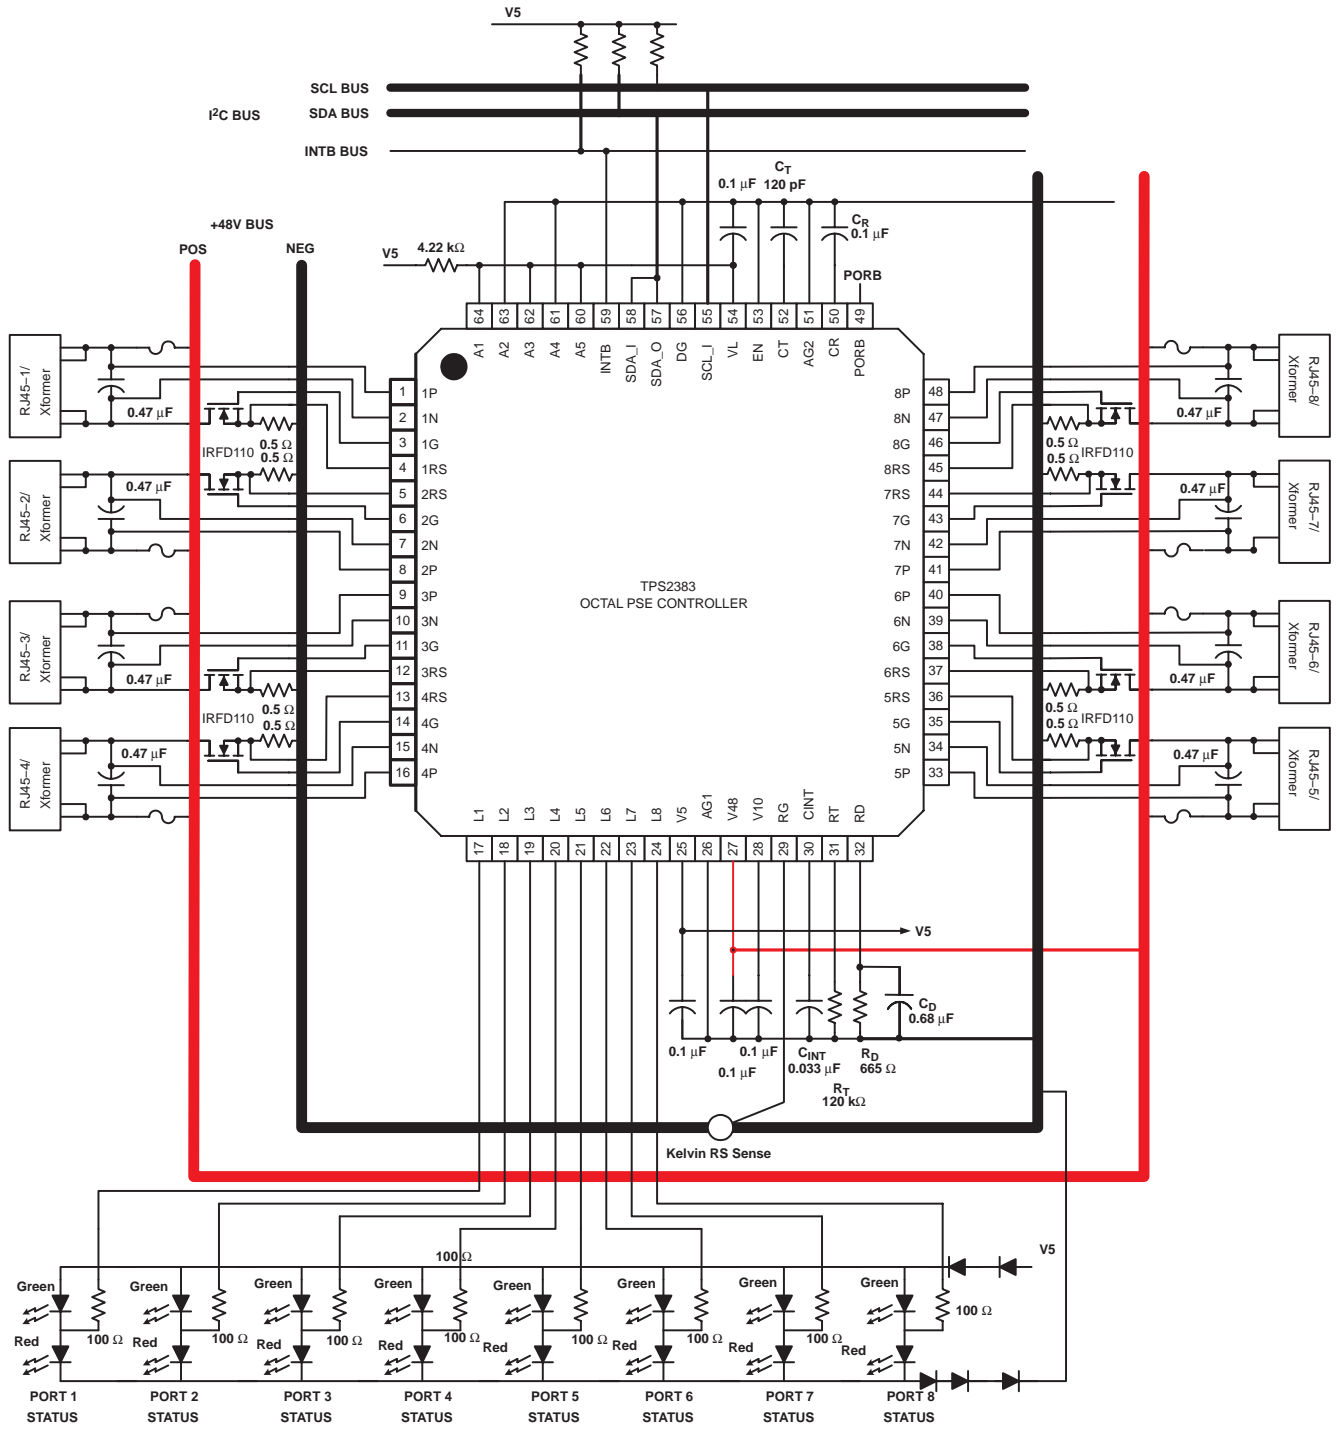 V5
SCL BUS
I²C BUS
SDA BUS
INTB BUS
C_T
0.1 µF 120 pF
C_R
0.1 µF
+48V BUS
POS
NEG
V5
4.22 kΩ
PORB
64 63 62 61 60 59 58 57 56 55 54 53 52 51 50 49
A1 A2 A3 A4 A5 INTB SDA_I SDA_O DG SCL_I VL EN CT AG2 CR PORB
RJ45–1/
Xformer
0.47 µF
IRFD110
0.5 Ω
0.5 Ω
RJ45–2/
Xformer
0.47 µF
RJ45–3/
Xformer
0.47 µF
IRFD110
0.5 Ω
0.5 Ω
RJ45–4/
Xformer
0.47 µF
1 1P
2 1N
3 1G
4 1RS
5 2RS
6 2G
7 2N
8 2P
9 3P
10 3N
11 3G
12 3RS
13 4RS
14 4G
15 4N
16 4P
TPS2383
OCTAL PSE CONTROLLER
8P 48
8N 47
8G 46
8RS 45
7RS 44
7G 43
7N 42
7P 41
6P 40
6N 39
6G 38
6RS 37
5RS 36
5G 35
5N 34
5P 33
RJ45–8/
Xformer
0.47 µF
0.5 Ω
0.5 Ω
IRFD110
RJ45–7/
Xformer
0.47 µF
RJ45–6/
Xformer
0.47 µF
0.5 Ω
0.5 Ω
IRFD110
RJ45–5/
Xformer
0.47 µF
L1 L2 L3 L4 L5 L6 L7 L8 V5 AG1 V48 V10 RG CINT RT RD
17 18 19 20 21 22 23 24 25 26 27 28 29 30 31 32
V5
C_D
0.68 µF
0.1 µF
0.1 µF
0.1 µF
C_INT
0.033 µF
R_D
665 Ω
R_T
120 kΩ
Kelvin RS Sense
V5
100 Ω
Green Green Green Green Green Green Green Green
100 Ω
100 Ω 100 Ω 100 Ω 100 Ω 100 Ω 100 Ω 100 Ω
Red Red Red Red Red Red Red Red
PORT 1 PORT 2 PORT 3 PORT 4 PORT 5 PORT 6 PORT 7 PORT 8
STATUS STATUS STATUS STATUS STATUS STATUS STATUS STATUS